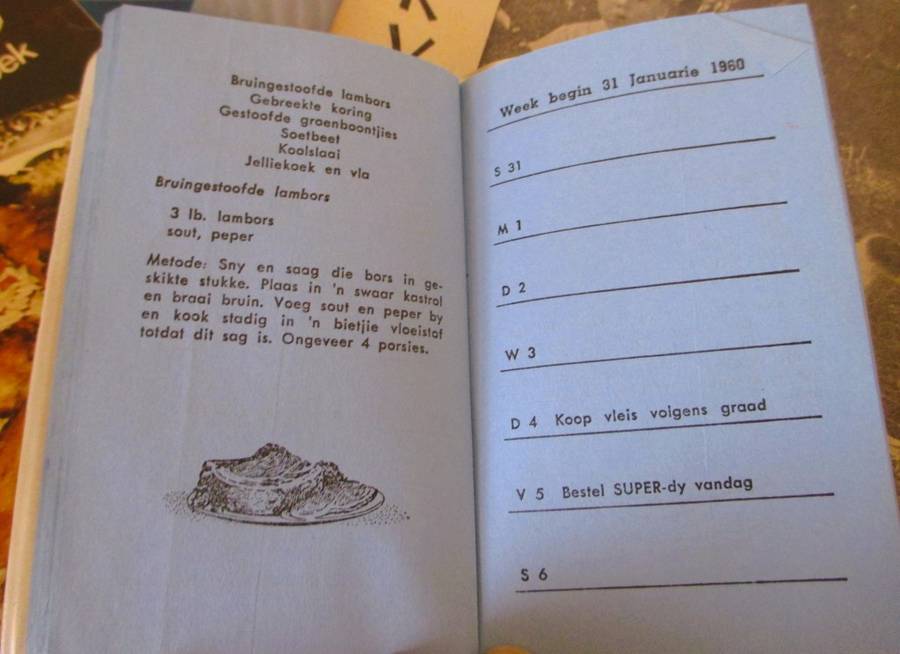 Bruingestoofde lambors
Gebreekte koring
Gestoofde groenboontjies
Soetbeet
Koolslaai
Jelliekoek en vla
Bruingestoofde lambors
3 lb. lambors
sout, peper
Metode: Sny en saag die bors in ge-
skikte stukke. Plaas in 'n swaar kastrol
en braai bruin. Voeg sout en peper by
en kook stadig in 'n bietjie vloeistof
totdat dit sag is. Ongeveer 4 porsies.
Week begin 31 Januarie 1960
S 31
M 1
D 2
W 3
D 4 Koop vleis volgens graad
V 5 Bestel SUPER-dy vandag
S 6